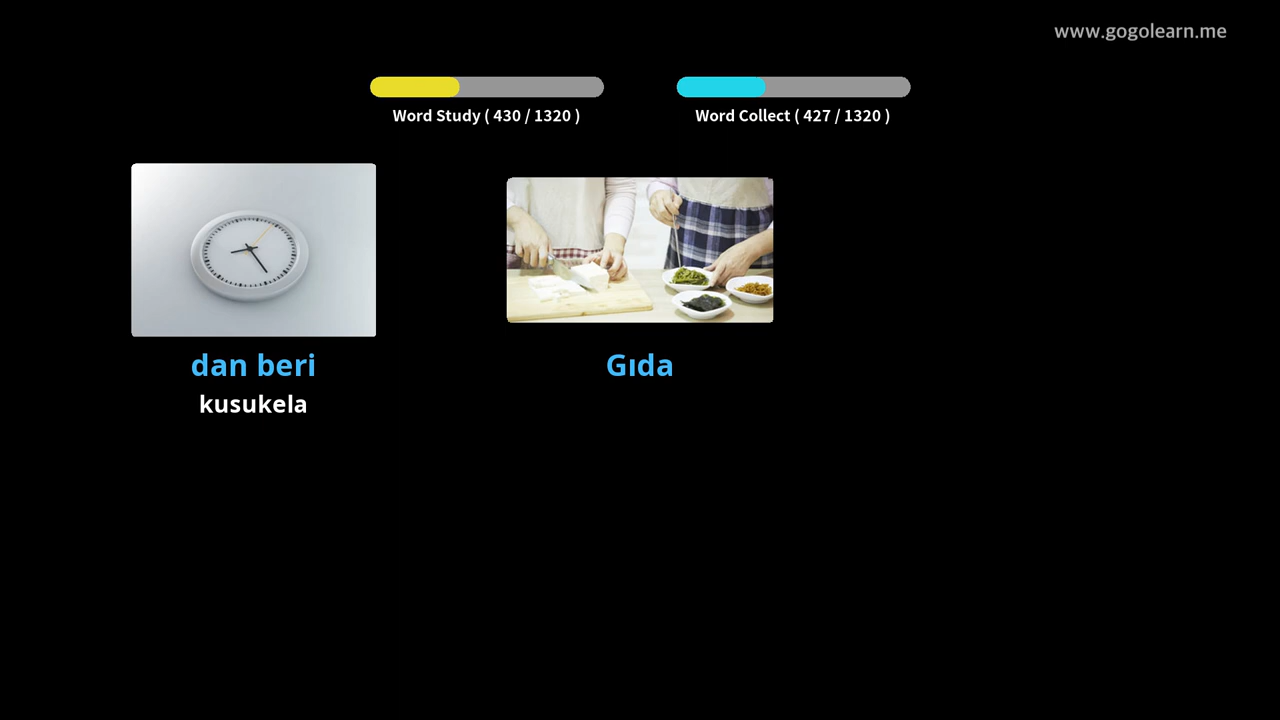 www.gogolearn.me
Word Study ( 430 / 1320 )
Word Collect ( 427 / 1320 )
dan beri
kusukela
Gıda